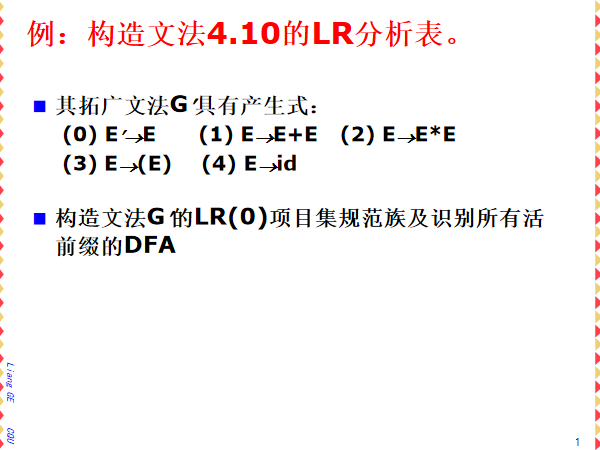 例：构造文法4.10的LR分析表。
其拓广文法G'具有产生式：
(0) E'→E (1) E→E+E (2) E→E*E
(3) E→(E) (4) E→id
构造文法G'的LR(0)项目集规范族及识别所有活
前缀的DFA
Liang GE CQU
1